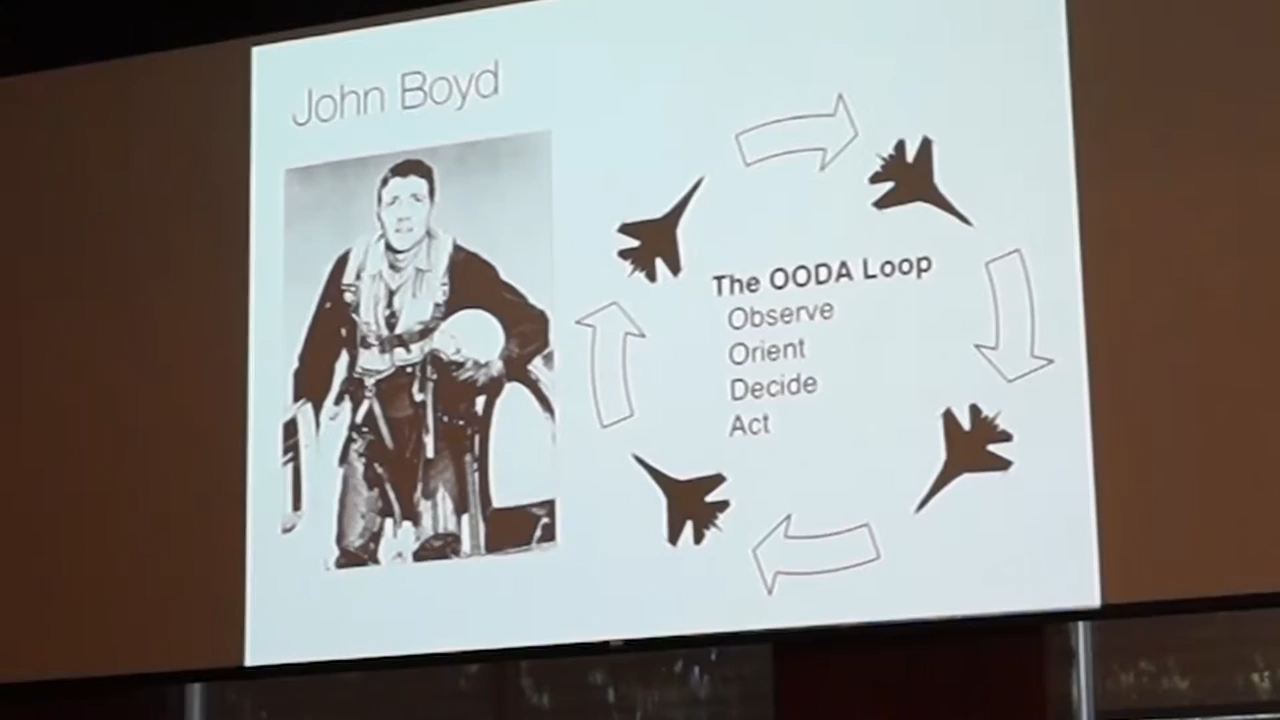 John Boyd
The OODA Loop
Observe
Orient
Decide
Act